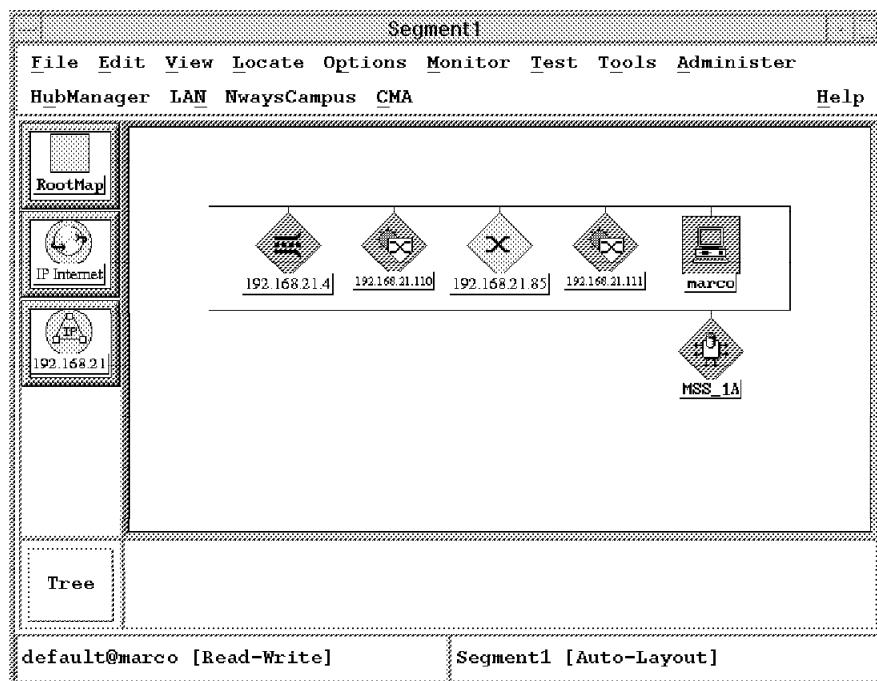 Segment1
File Edit View Locate Options Monitor Test Tools Administer
HubManager LAN NwaysCampus CMA Help
RootMap
IP Internet
IP
192.168.21
192.168.21.4 192.168.21.110 192.168.21.85 192.168.21.111 marco
MSS_1A
Tree
default@marco [Read-Write] Segment1 [Auto-Layout]